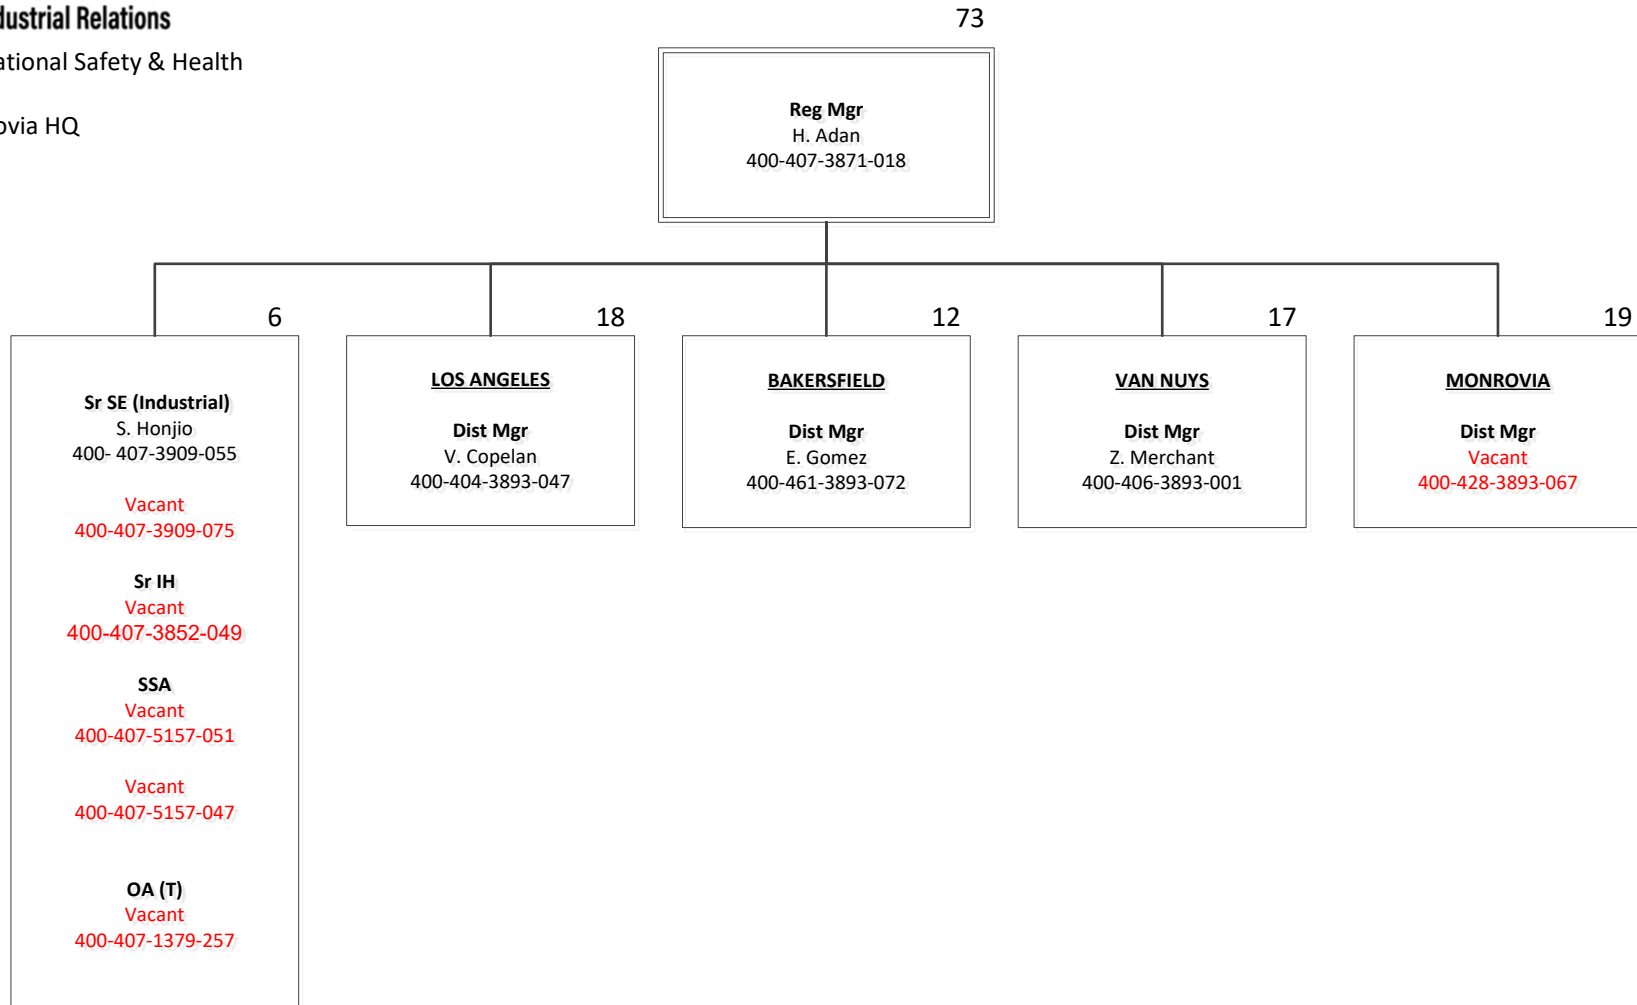 dustrial Relations
ational Safety & Health
ovia HQ
73
Reg Mgr
H. Adan
400-407-3871-018
6
Sr SE (Industrial)
S. Honjio
400- 407-3909-055
Vacant
400-407-3909-075
Sr IH
Vacant
400-407-3852-049
SSA
Vacant
400-407-5157-051
Vacant
400-407-5157-047
OA (T)
Vacant
400-407-1379-257
18
LOS ANGELES
Dist Mgr
V. Copelan
400-404-3893-047
12
BAKERSFIELD
Dist Mgr
E. Gomez
400-461-3893-072
17
VAN NUYS
Dist Mgr
Z. Merchant
400-406-3893-001
19
MONROVIA
Dist Mgr
Vacant
400-428-3893-067